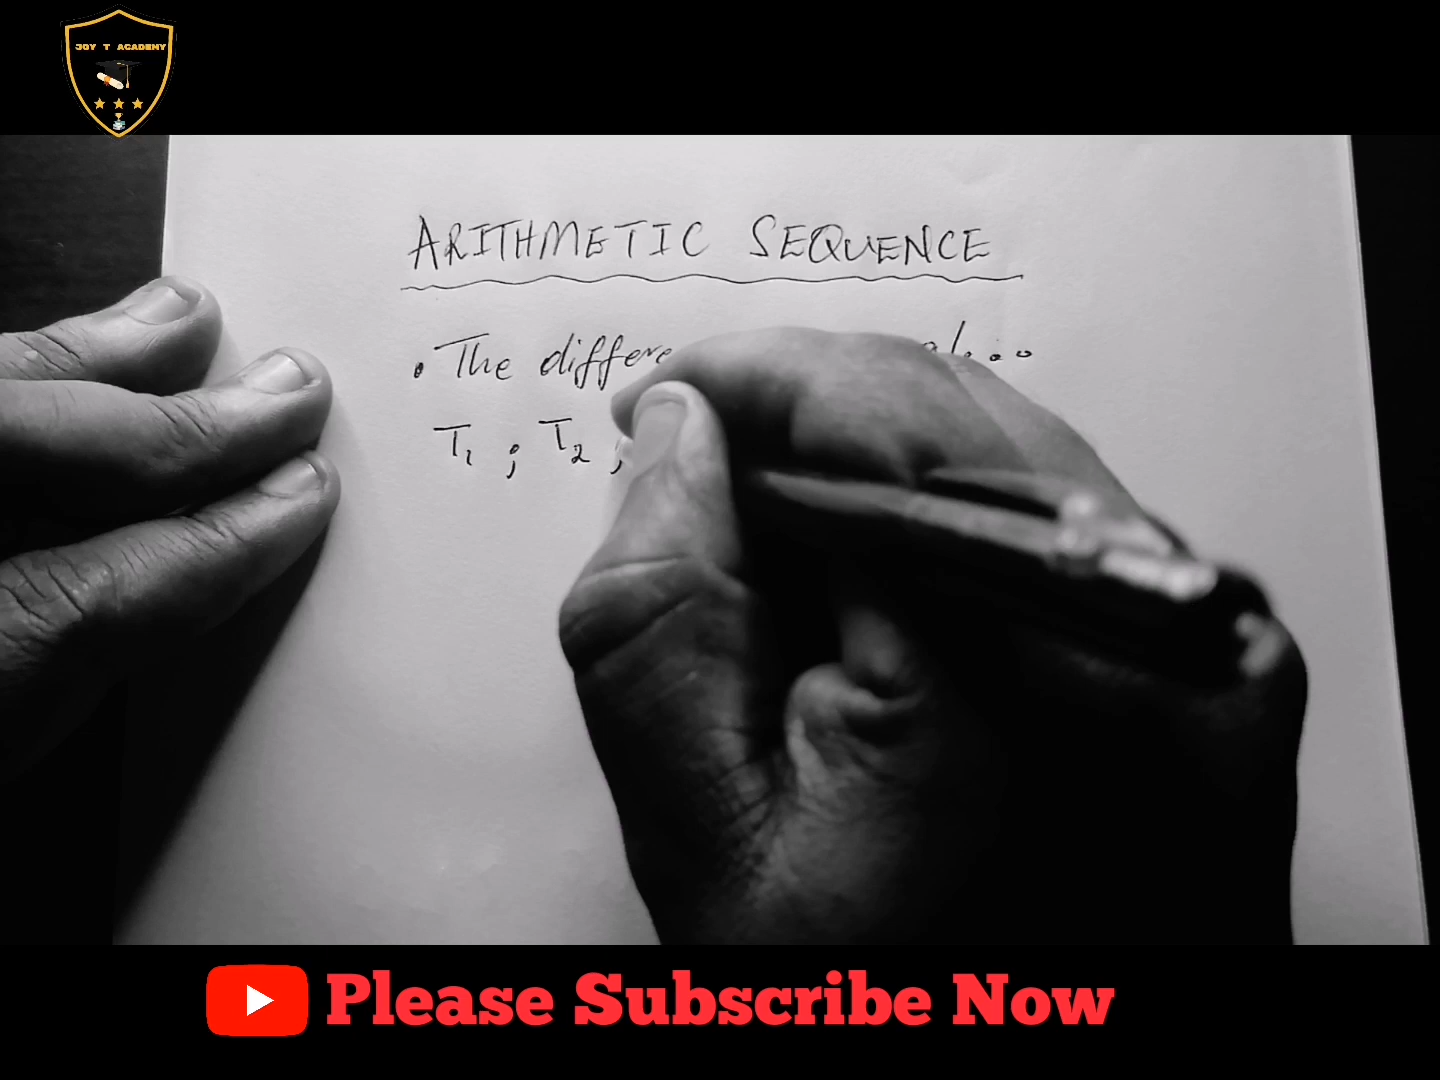 JOY T ACADEMY
ARITHMETIC SEQUENCE
• The
T1 ; T2 ;
Please Subscribe Now